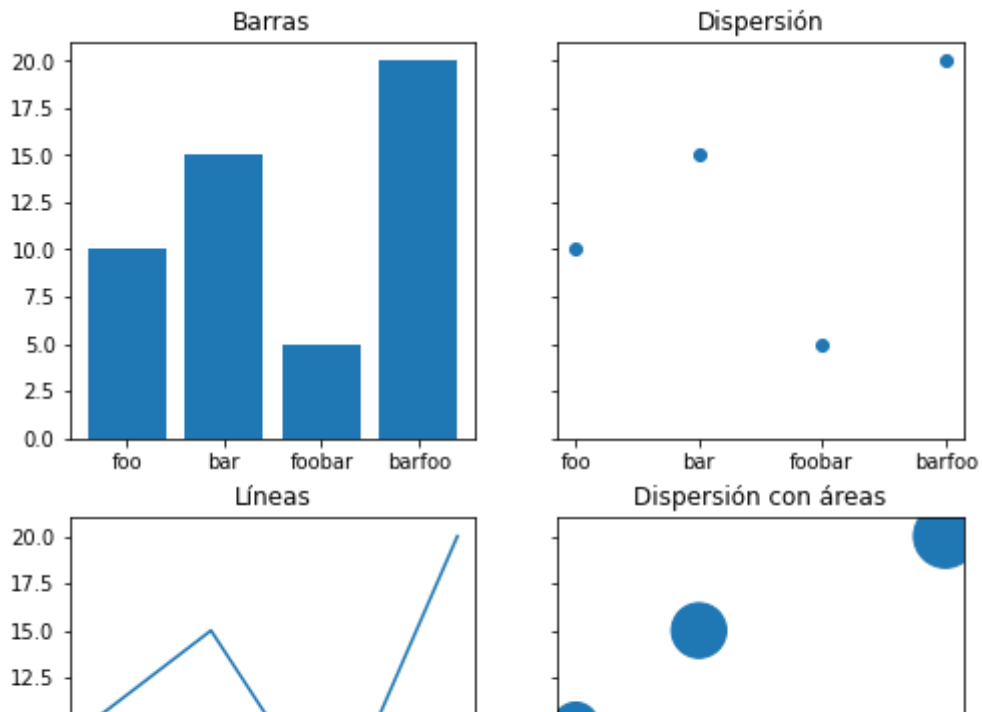 Barras
20.0
17.5
15.0
12.5
10.0
7.5
5.0
2.5
0.0
foo bar foobar barfoo
Dispersión
foo bar foobar barfoo
Líneas
20.0
17.5
15.0
12.5
Dispersión con áreas